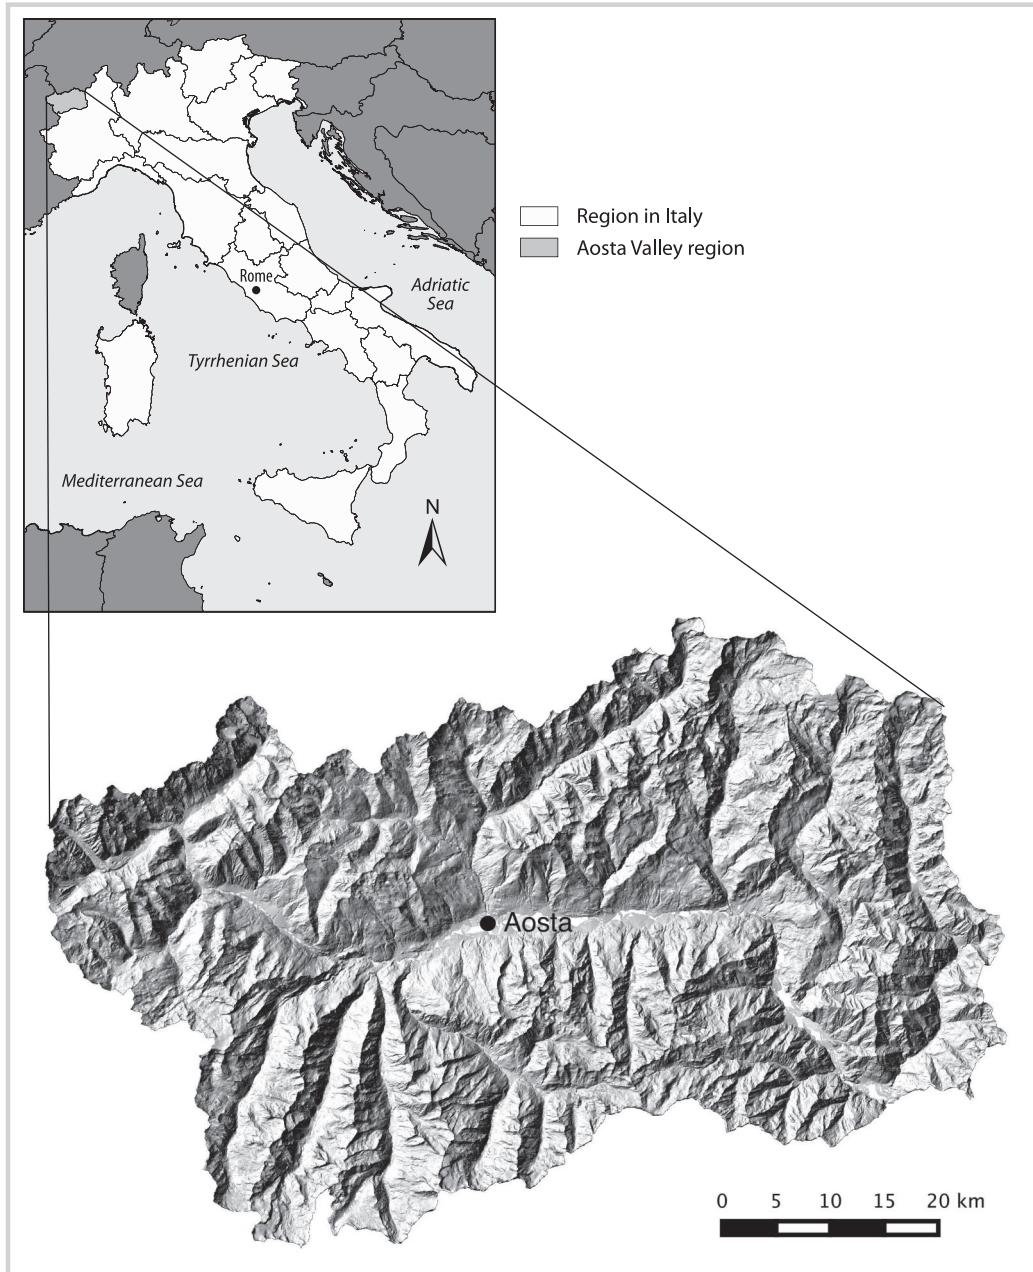 Region in Italy
Aosta Valley region
Rome
Adriatic
Sea
Tyrrhenian Sea
Mediterranean Sea
N
Aosta
0 5 10 15 20 km